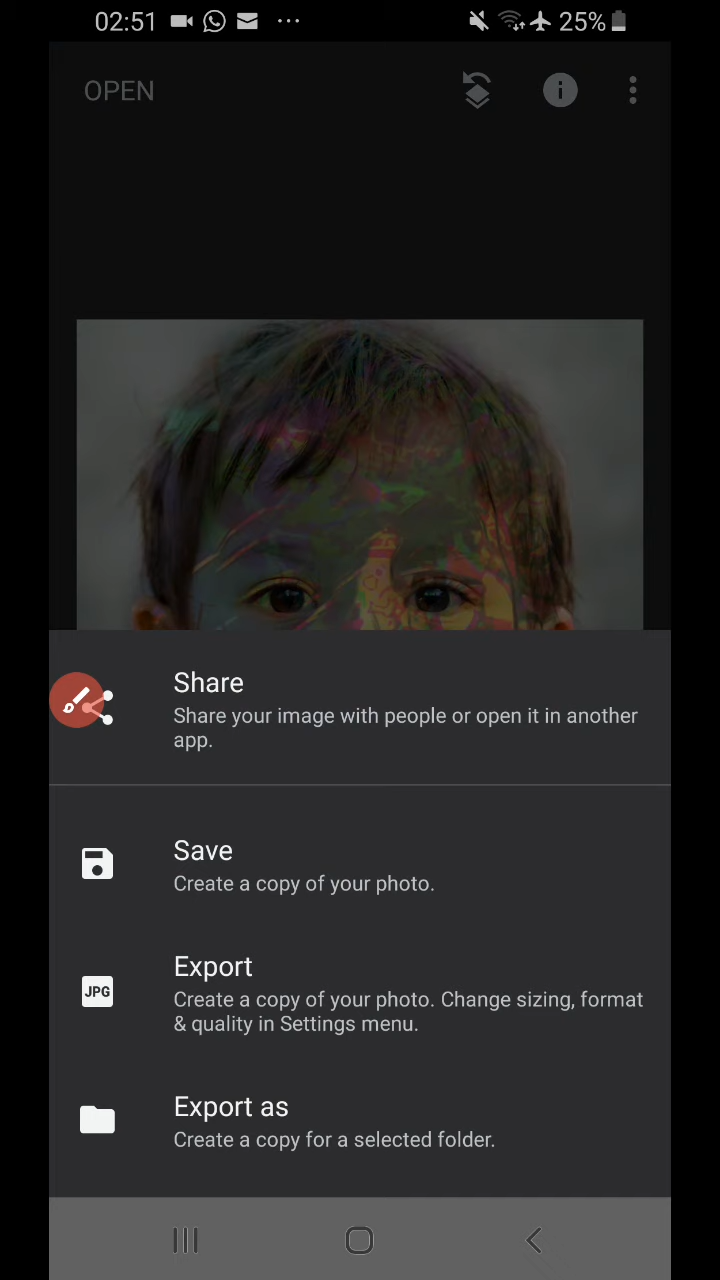 02:51
25%
OPEN
Share
Share your image with people or open it in another
app.
Save
Create a copy of your photo.
JPG
Export
Create a copy of your photo. Change sizing, format
& quality in Settings menu.
Export as
Create a copy for a selected folder.